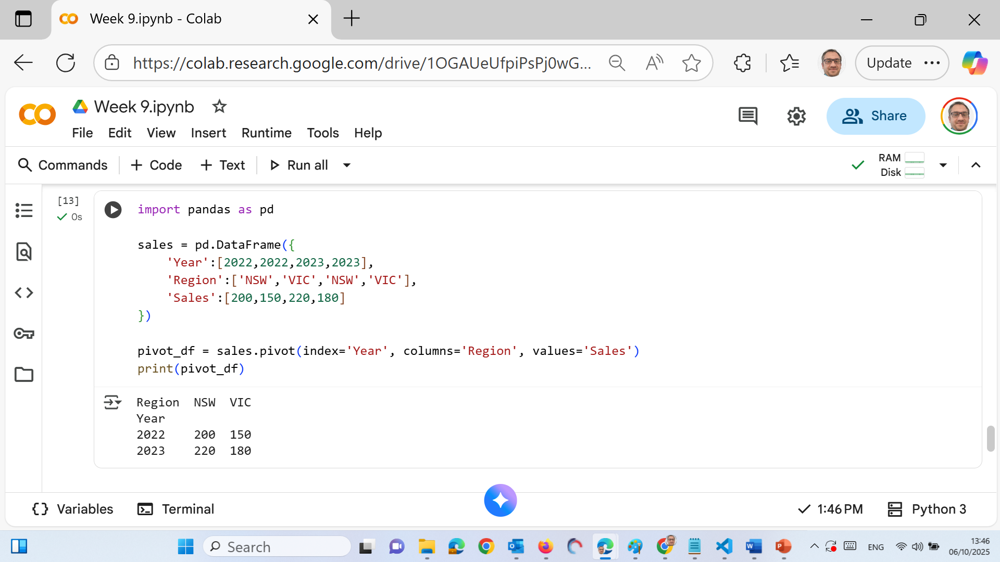 Week 9.ipynb - Colab
https://colab.research.google.com/drive/1OGAUeUfpiPsPj0wG...
Update
Week 9.ipynb
File Edit View Insert Runtime Tools Help
Share
Commands + Code + Text Run all
RAM
Disk
[13]
0s
import pandas as pd
sales = pd.DataFrame({
    'Year':[2022,2022,2023,2023],
    'Region':['NSW','VIC','NSW','VIC'],
    'Sales':[200,150,220,180]
})
pivot_df = sales.pivot(index='Year', columns='Region', values='Sales')
print(pivot_df)
Region  NSW  VIC
Year
2022    200  150
2023    220  180
Variables Terminal
1:46 PM Python 3
Search
ENG
13:46
06/10/2025